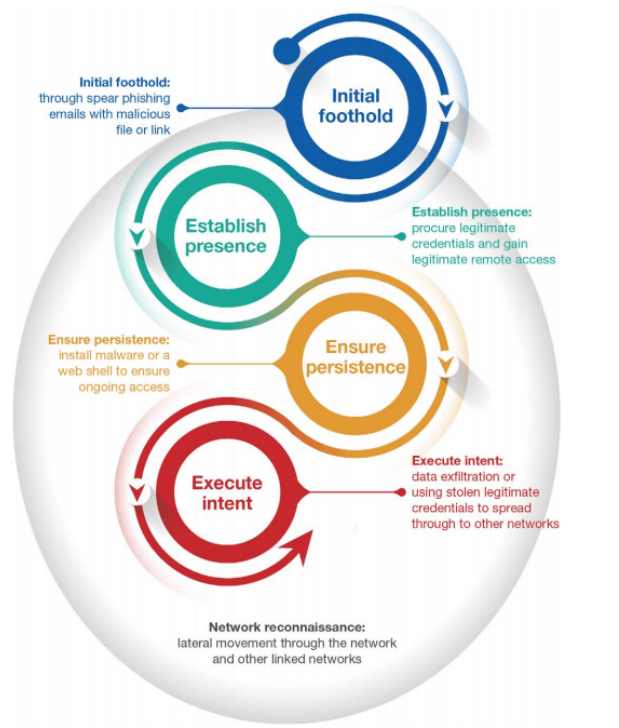 Initial foothold:
through spear phishing
emails with malicious
file or link
Initial
foothold
Establish
presence
Establish presence:
procure legitimate
credentials and gain
legitimate remote access
Ensure persistence:
install malware or a
web shell to ensure
ongoing access
Ensure
persistence
Execute
intent
Execute intent:
data exfiltration or
using stolen legitimate
credentials to spread
through to other networks
Network reconnaissance:
lateral movement through the network
and other linked networks